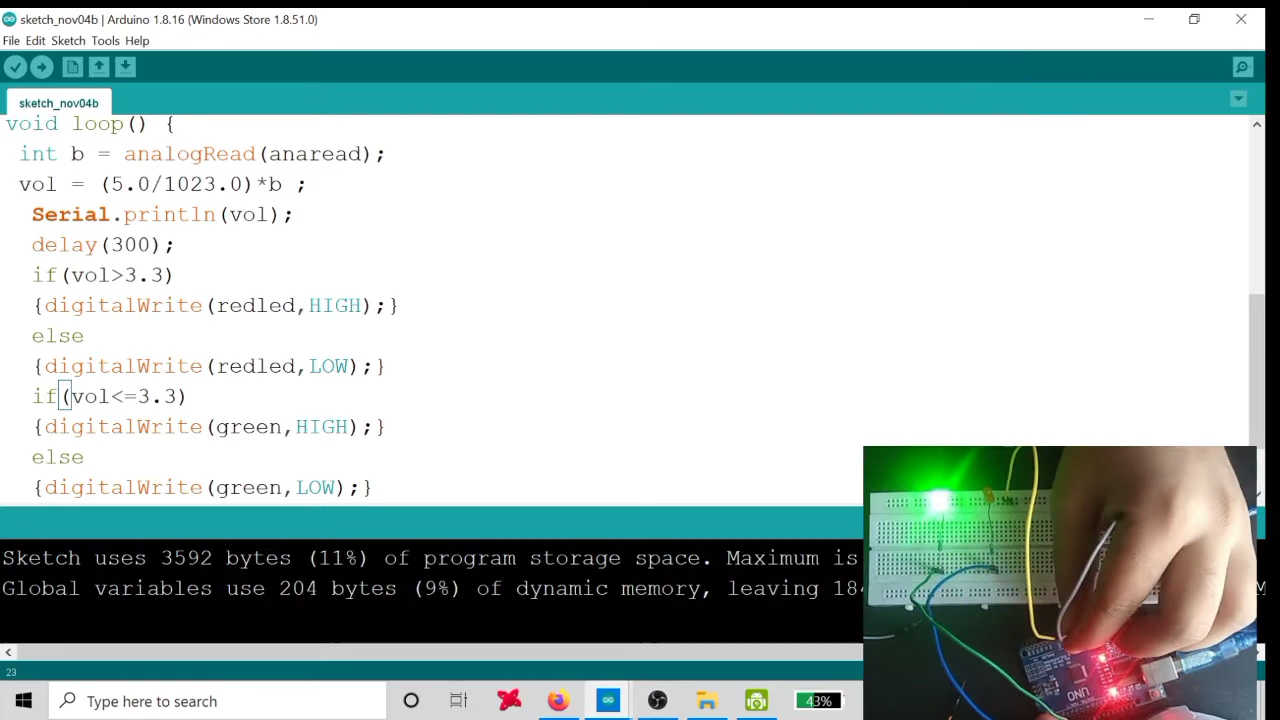 sketch_nov04b | Arduino 1.8.16 (Windows Store 1.8.51.0)
File Edit Sketch Tools Help
sketch_nov04b
void loop() {
int b = analogRead(anaread);
vol = (5.0/1023.0)*b ;
Serial.println(vol);
delay(300);
if(vol>3.3)
{digitalWrite(redled,HIGH);}
else
{digitalWrite(redled,LOW);}
if(vol<=3.3)
{digitalWrite(green,HIGH);}
else
{digitalWrite(green,LOW);}
Sketch uses 3592 bytes (11%) of program storage space. Maximum is
Global variables use 204 bytes (9%) of dynamic memory, leaving 184
UNO
23
Type here to search
43%